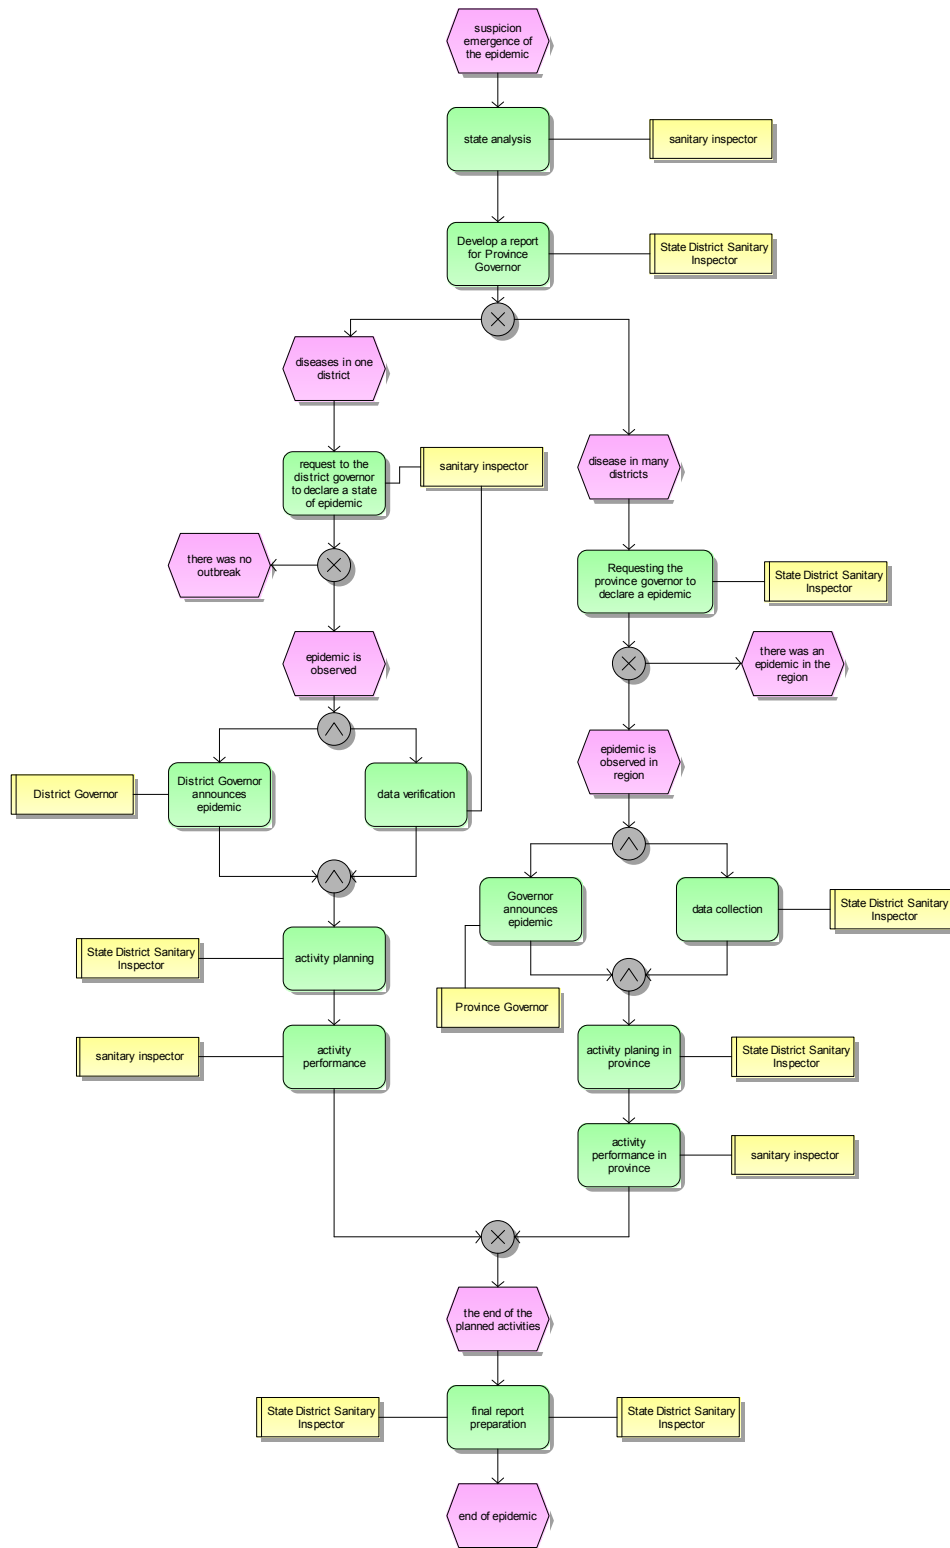 suspicion
emergence of
the epidemic
state analysis
sanitary inspector
Develop a report
for Province
Governor
State District Sanitary
Inspector
diseases in one
district
request to the
district governor
to declare a state
of epidemic
sanitary inspector
disease in many
districts
there was no
outbreak
Requesting the
province governor to
declare a epidemic
State District Sanitary
Inspector
epidemic is
observed
there was an
epidemic in the
region
epidemic is
observed in
region
District Governor
District Governor
announces
epidemic
data verification
Governor
announces
epidemic
data collection
State District Sanitary
Inspector
State District Sanitary
Inspector
activity planning
Province Governor
sanitary inspector
activity
performance
activity planing in
province
State District Sanitary
Inspector
activity
performance in
province
sanitary inspector
the end of the
planned activities
State District Sanitary
Inspector
final report
preparation
State District Sanitary
Inspector
end of epidemic